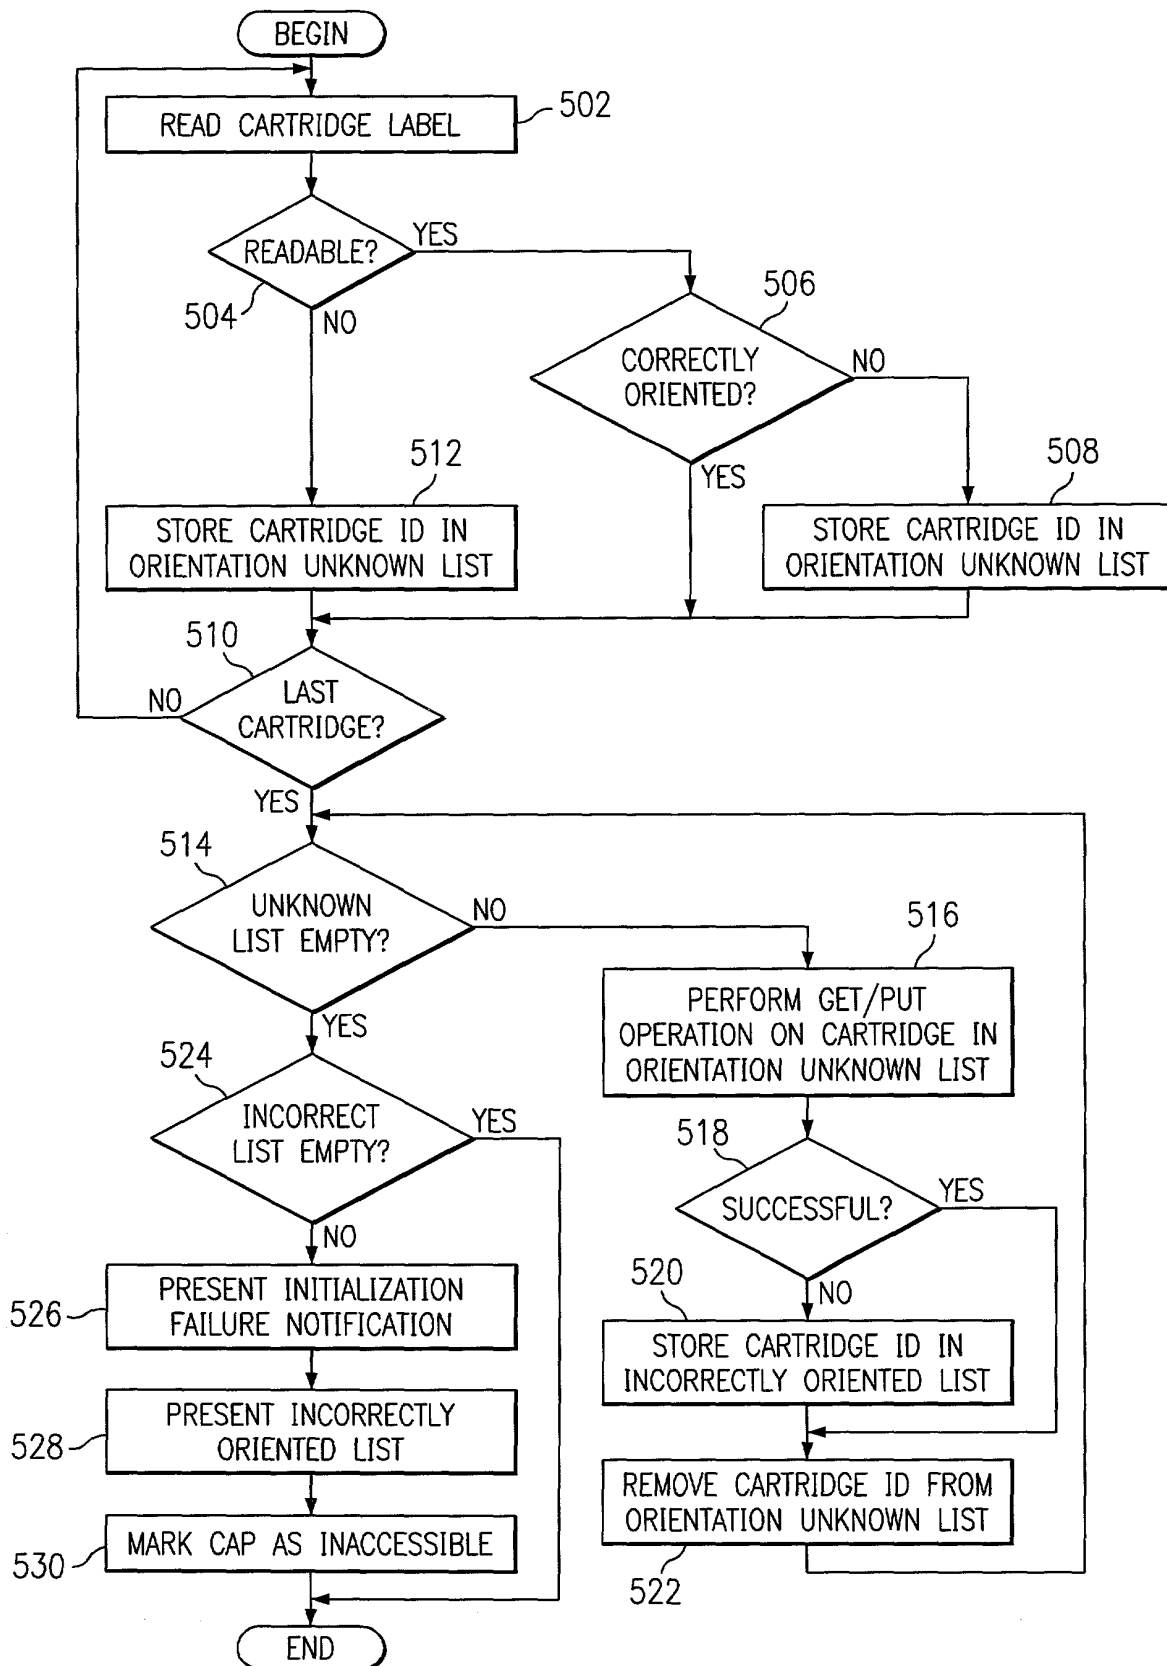 BEGIN
READ CARTRIDGE LABEL
502
READABLE?
YES
504
NO
506
CORRECTLY
ORIENTED?
NO
YES
512
STORE CARTRIDGE ID IN
ORIENTATION UNKNOWN LIST
508
STORE CARTRIDGE ID IN
ORIENTATION UNKNOWN LIST
510
LAST
CARTRIDGE?
NO
YES
514
UNKNOWN
LIST EMPTY?
NO
YES
516
PERFORM GET/PUT
OPERATION ON CARTRIDGE IN
ORIENTATION UNKNOWN LIST
524
INCORRECT
LIST EMPTY?
YES
NO
518
SUCCESSFUL?
YES
NO
520
STORE CARTRIDGE ID IN
INCORRECTLY ORIENTED LIST
REMOVE CARTRIDGE ID FROM
ORIENTATION UNKNOWN LIST
522
526
PRESENT INITIALIZATION
FAILURE NOTIFICATION
528
PRESENT INCORRECTLY
ORIENTED LIST
530
MARK CAP AS INACCESSIBLE
END